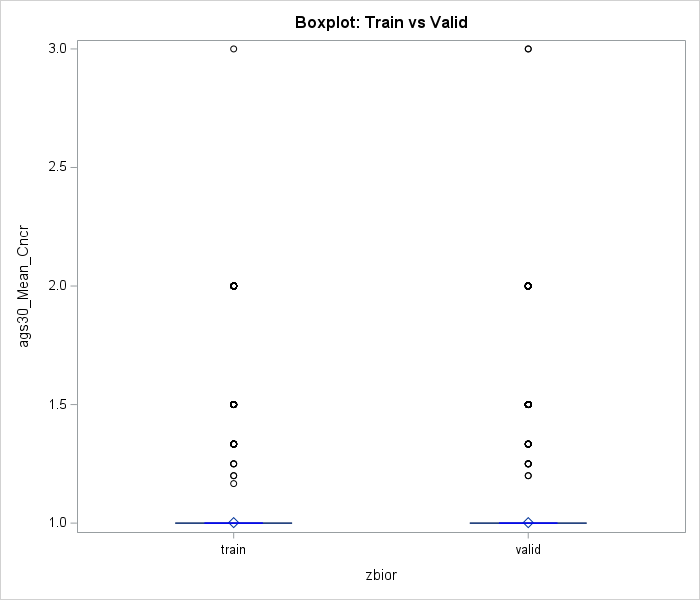 Boxplot: Train vs Valid
3.0
2.5
2.0
1.5
1.0
ags30_Mean_Cncr
train
valid
zbior